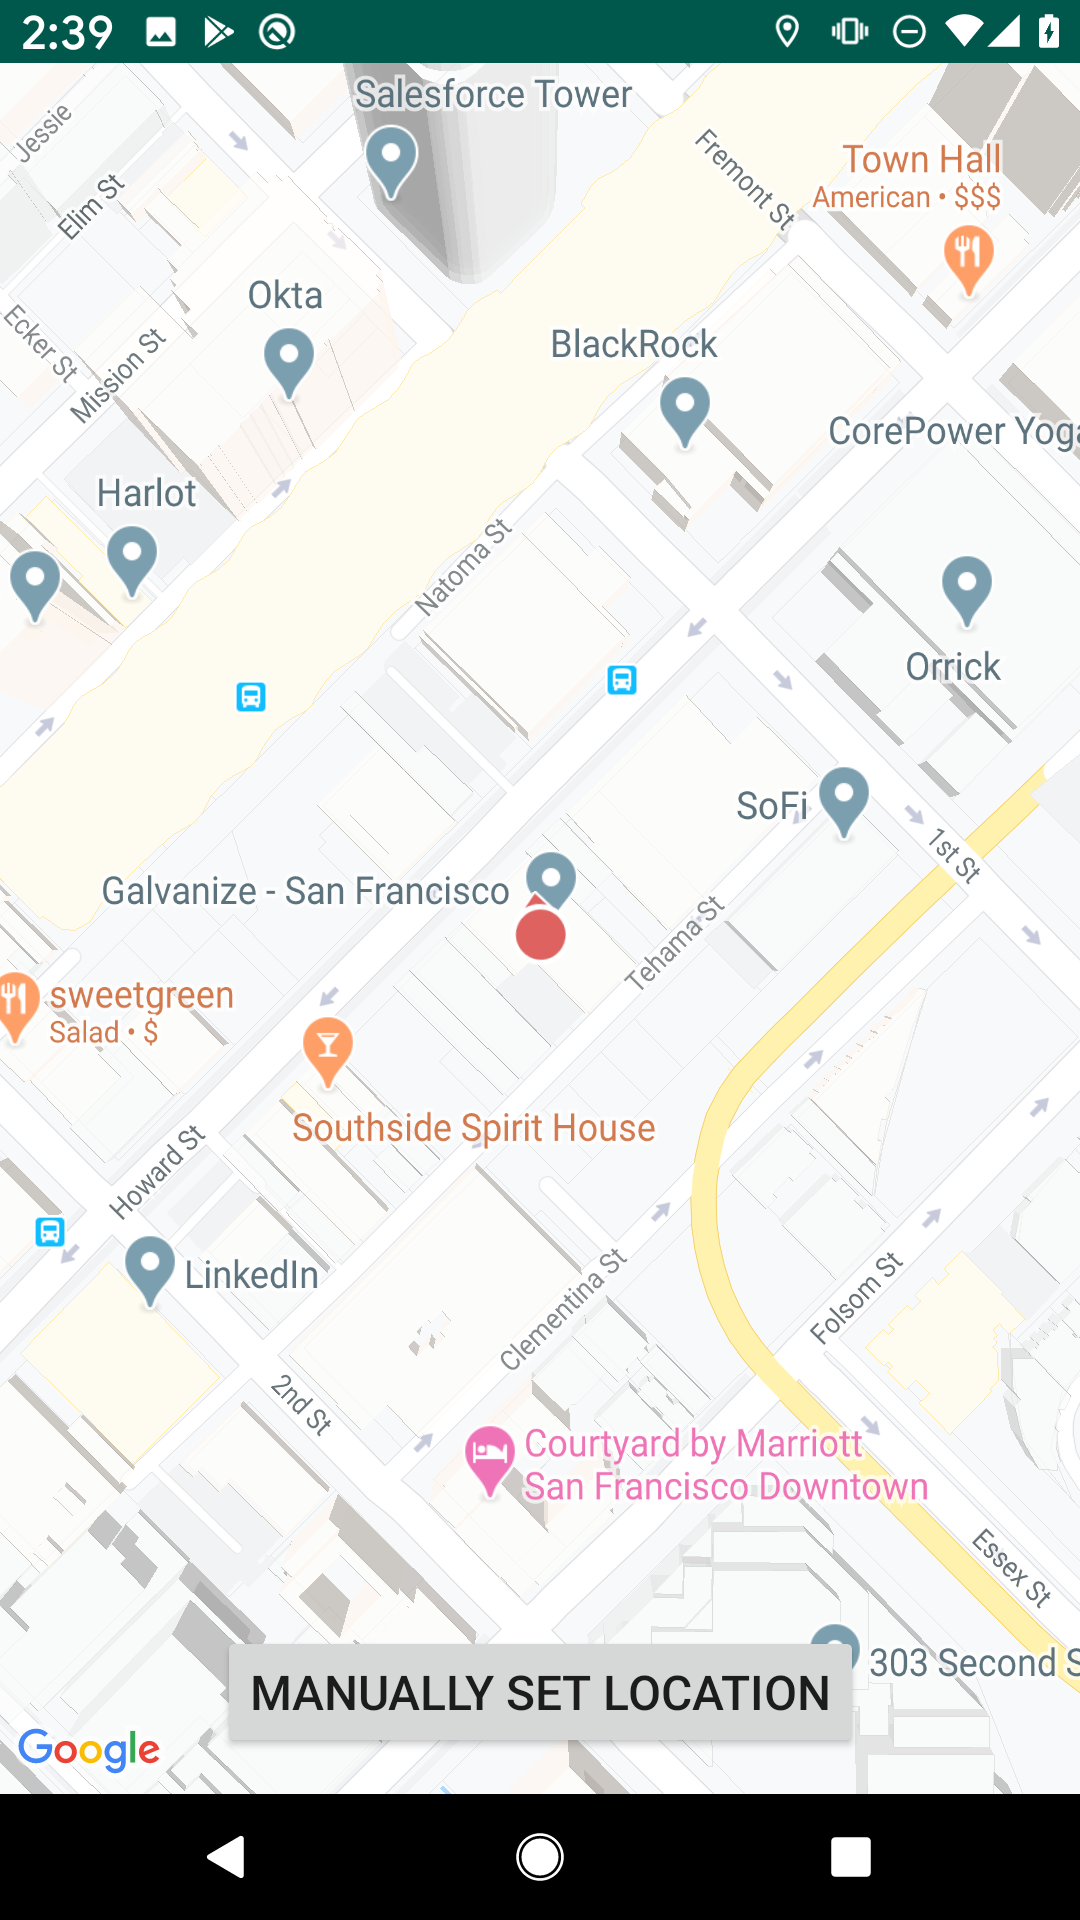 2:39
Salesforce Tower
Jessie
Elim St
Fremont St
Town Hall
American • $$$
Okta
Ecker St
Mission St
BlackRock
CorePower Yoga
Harlot
Natoma St
Orrick
SoFi
1st St
Galvanize - San Francisco
Tehama St
sweetgreen
Salad • $
Southside Spirit House
Howard St
LinkedIn
Clementina St
Folsom St
2nd St
Courtyard by Marriott
San Francisco Downtown
Essex St
303 Second S
MANUALLY SET LOCATION
Google